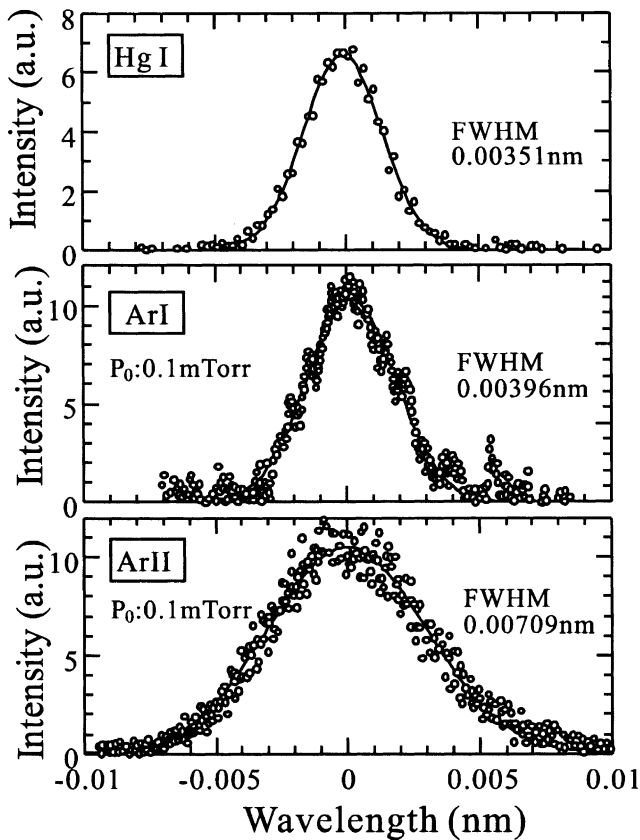 Intensity (a.u.)
8
6
4
2
0
Hg I
FWHM
0.00351nm
Intensity (a.u.)
10
5
0
ArI
P₀:0.1mTorr
FWHM
0.00396nm
Intensity (a.u.)
10
5
0
ArII
P₀:0.1mTorr
FWHM
0.00709nm
-0.01 -0.005 0 0.005 0.01
Wavelength (nm)